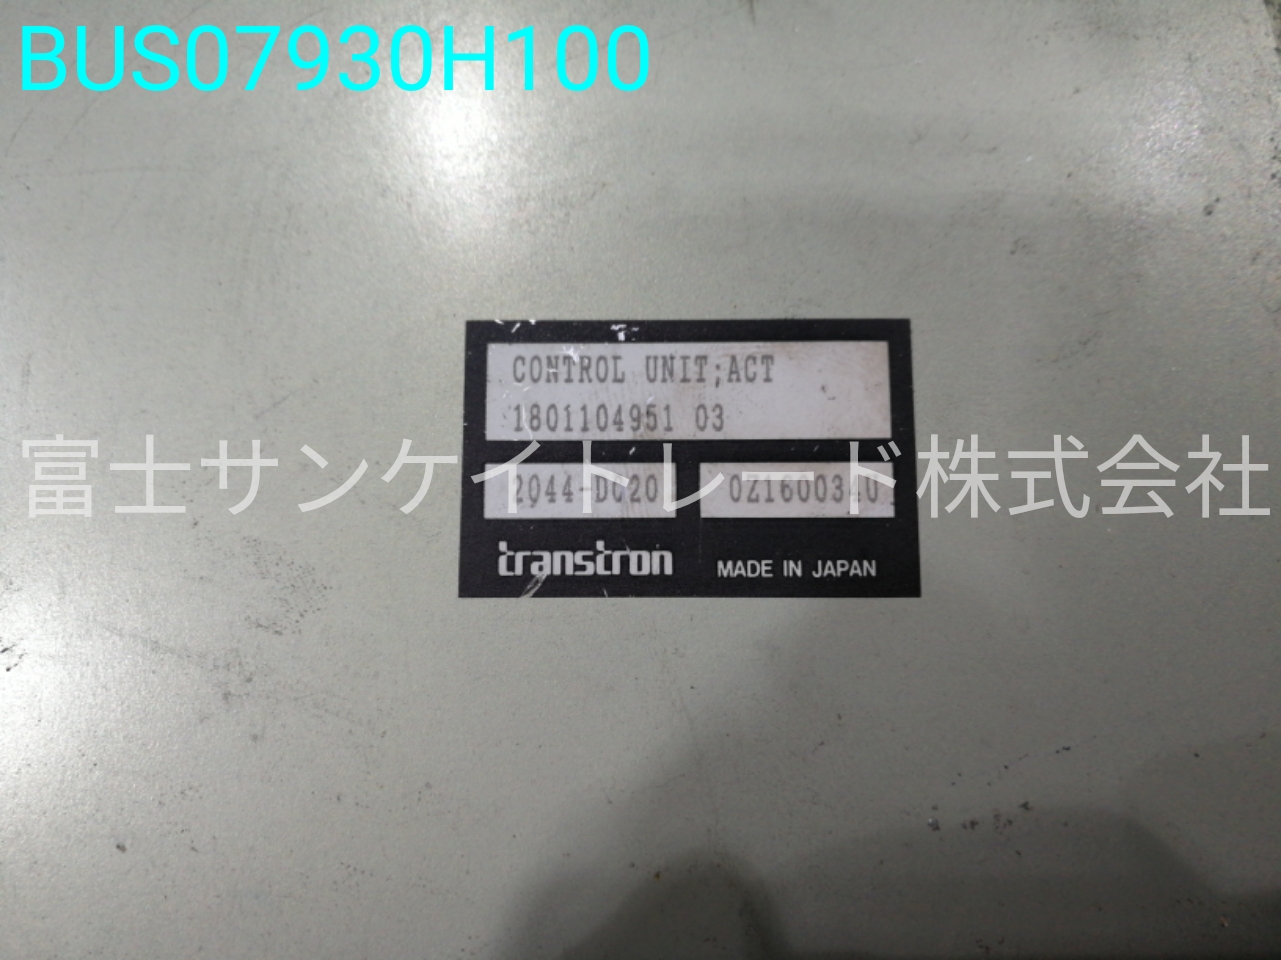 BUS07930H100
CONTROL UNIT;ACT
1801104951 03
富士サンケイトレード株式会社
transtron MADE IN JAPAN